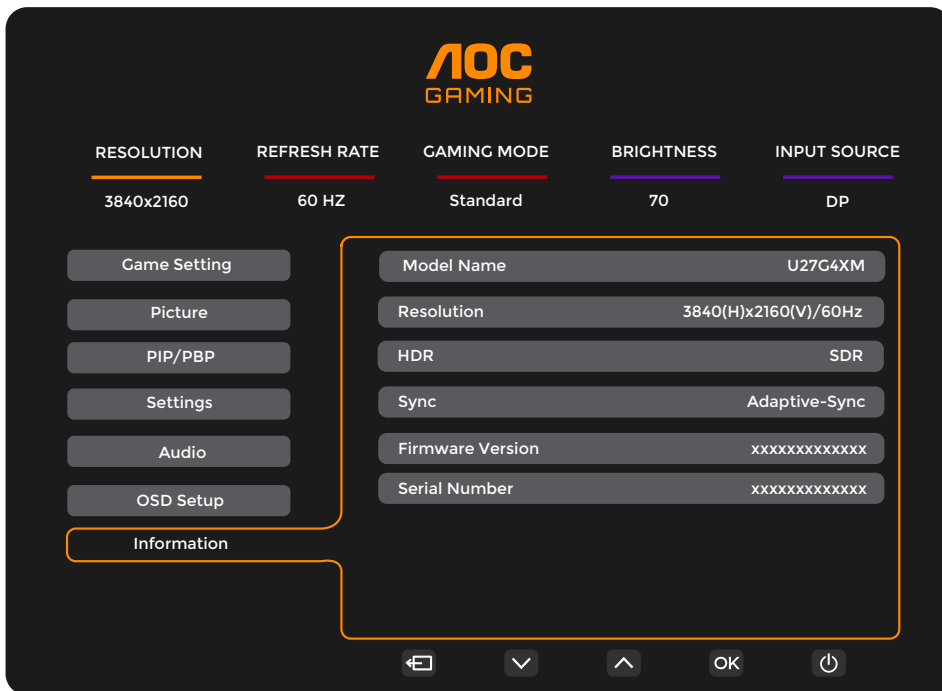 AOC
GAMING
RESOLUTION REFRESH RATE GAMING MODE BRIGHTNESS INPUT SOURCE
3840x2160 60 HZ Standard 70 DP
Game Setting
Picture
PIP/PBP
Settings
Audio
OSD Setup
Information
Model Name U27G4XM
Resolution 3840(H)x2160(V)/60Hz
HDR SDR
Sync Adaptive-Sync
Firmware Version xxxxxxxxxxxxx
Serial Number xxxxxxxxxxxxx
OK